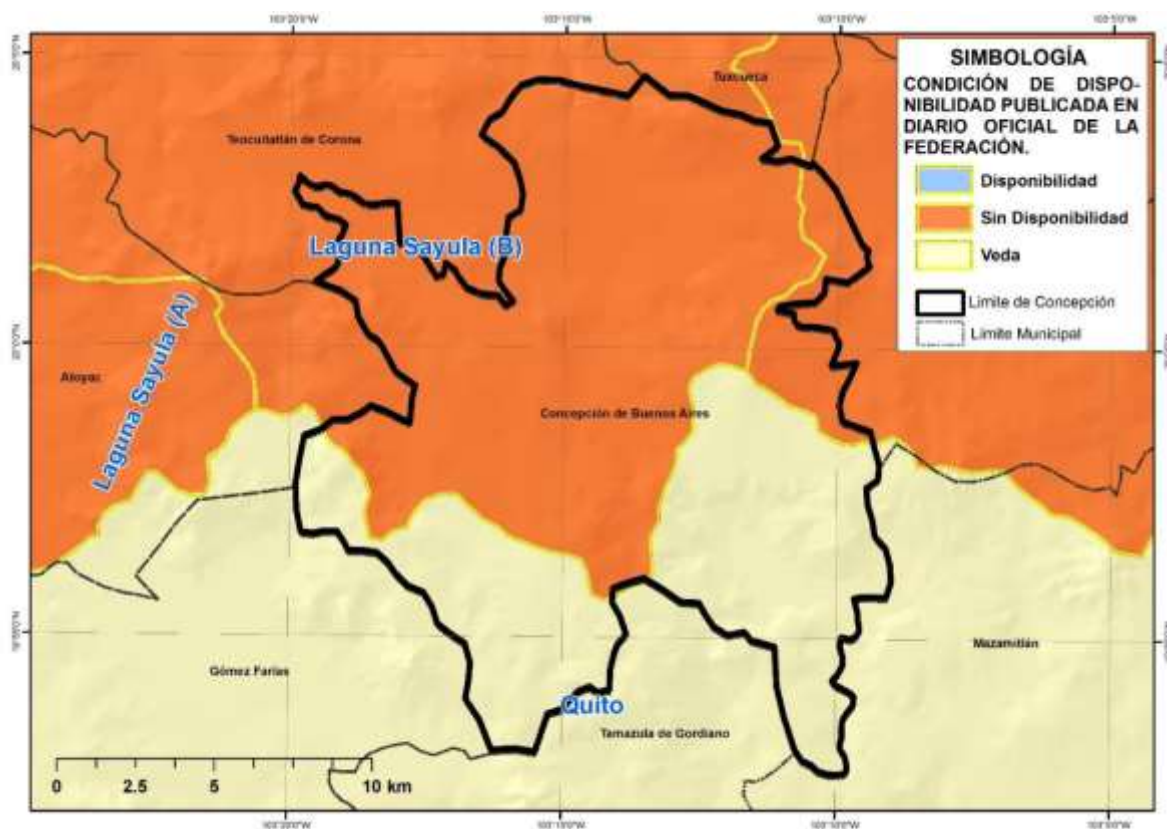 SIMBOLOGÍA
CONDICIÓN DE DISPO-
NIBILIDAD PUBLICADA EN
DIARIO OFICIAL DE LA
FEDERACIÓN.
Disponibilidad
Sin Disponibilidad
Veda
Límite de Concepción
Límite Municipal
Tuxcueca
Teocuitatlán de Corona
Laguna Sayula (B)
Laguna Sayula (A)
Atoyac
Concepción de Buenos Aires
Mazamitlán
Gómez Farías
Quito
Tamazula de Gordiano
0 2.5 5 10 km